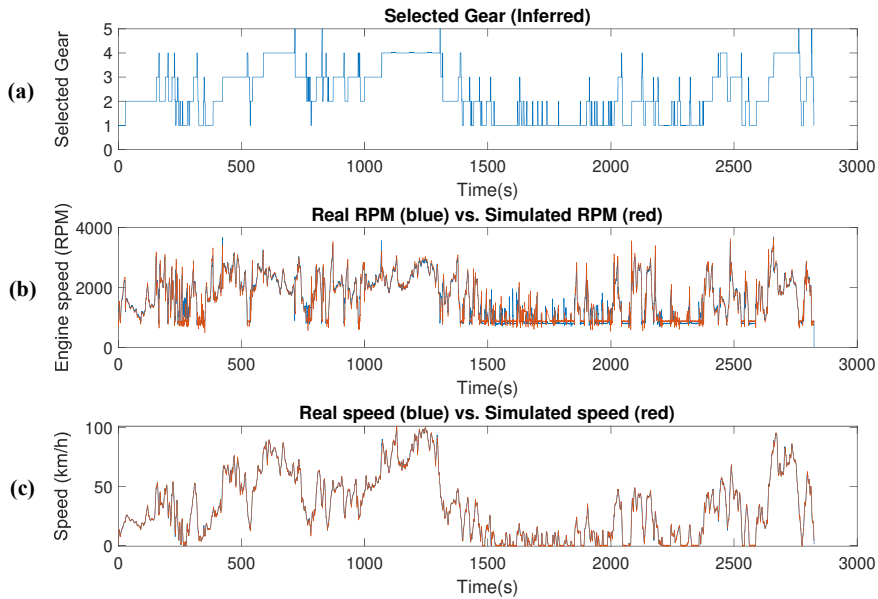 Selected Gear (Inferred)
(a)
Selected Gear
5
4
3
2
1
0
0 500 1000 1500 2000 2500 3000
Time(s)
Real RPM (blue) vs. Simulated RPM (red)
(b)
Engine speed (RPM)
4000
2000
0
0 500 1000 1500 2000 2500 3000
Time(s)
Real speed (blue) vs. Simulated speed (red)
(c)
Speed (km/h)
100
50
0
0 500 1000 1500 2000 2500 3000
Time(s)